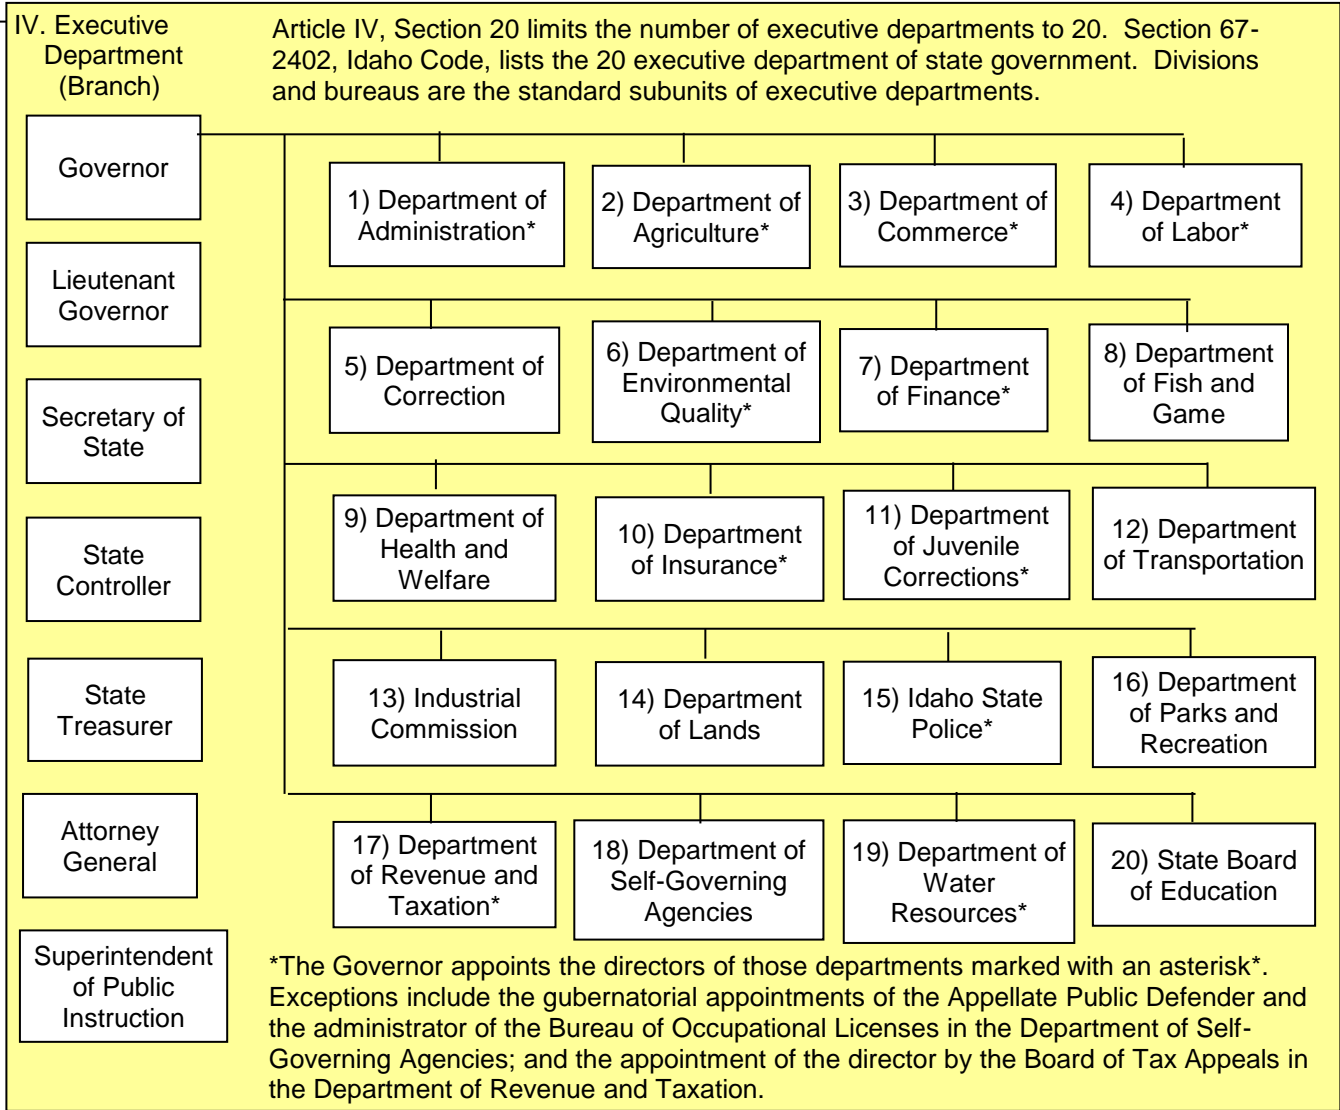 IV. Executive
Department
(Branch)
Article IV, Section 20 limits the number of executive departments to 20.  Section 67-
2402, Idaho Code, lists the 20 executive department of state government.  Divisions
and bureaus are the standard subunits of executive departments.
Governor
Lieutenant
Governor
Secretary of
State
State
Controller
State
Treasurer
Attorney
General
Superintendent
of Public
Instruction
1) Department of
Administration*
2) Department of
Agriculture*
3) Department of
Commerce*
4) Department
of Labor*
5) Department of
Correction
6) Department of
Environmental
Quality*
7) Department
of Finance*
8) Department
of Fish and
Game
9) Department of
Health and
Welfare
10) Department
of Insurance*
11) Department
of Juvenile
Corrections*
12) Department
of Transportation
13) Industrial
Commission
14) Department
of Lands
15) Idaho State
Police*
16) Department
of Parks and
Recreation
17) Department
of Revenue and
Taxation*
18) Department of
Self-Governing
Agencies
19) Department of
Water
Resources*
20) State Board
of Education
*The Governor appoints the directors of those departments marked with an asterisk*.
Exceptions include the gubernatorial appointments of the Appellate Public Defender and
the administrator of the Bureau of Occupational Licenses in the Department of Self-
Governing Agencies; and the appointment of the director by the Board of Tax Appeals in
the Department of Revenue and Taxation.